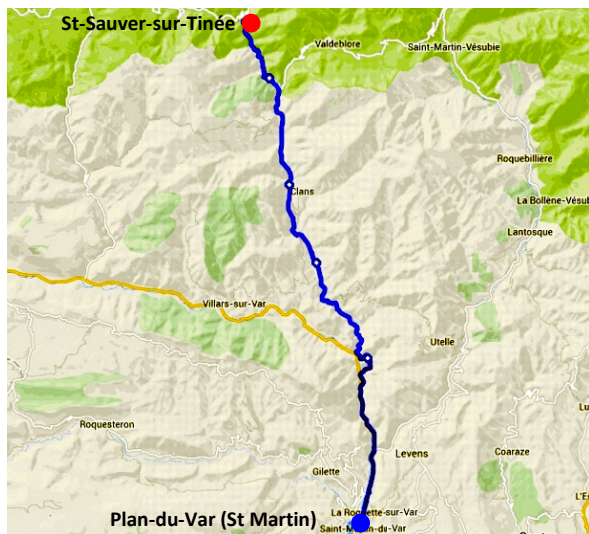 St-Sauver-sur-Tinée
Valdeblore
Saint-Martin-Vésubie
Roquebillière
Clans
La Bollène-Vésub
Lantosque
Villars-sur-Var
Utelle
Roquesteron
Levens
Coaraze
Gilette
L'E
La Roquette-sur-Var
Plan-du-Var (St Martin)
Saint-Martin du Var